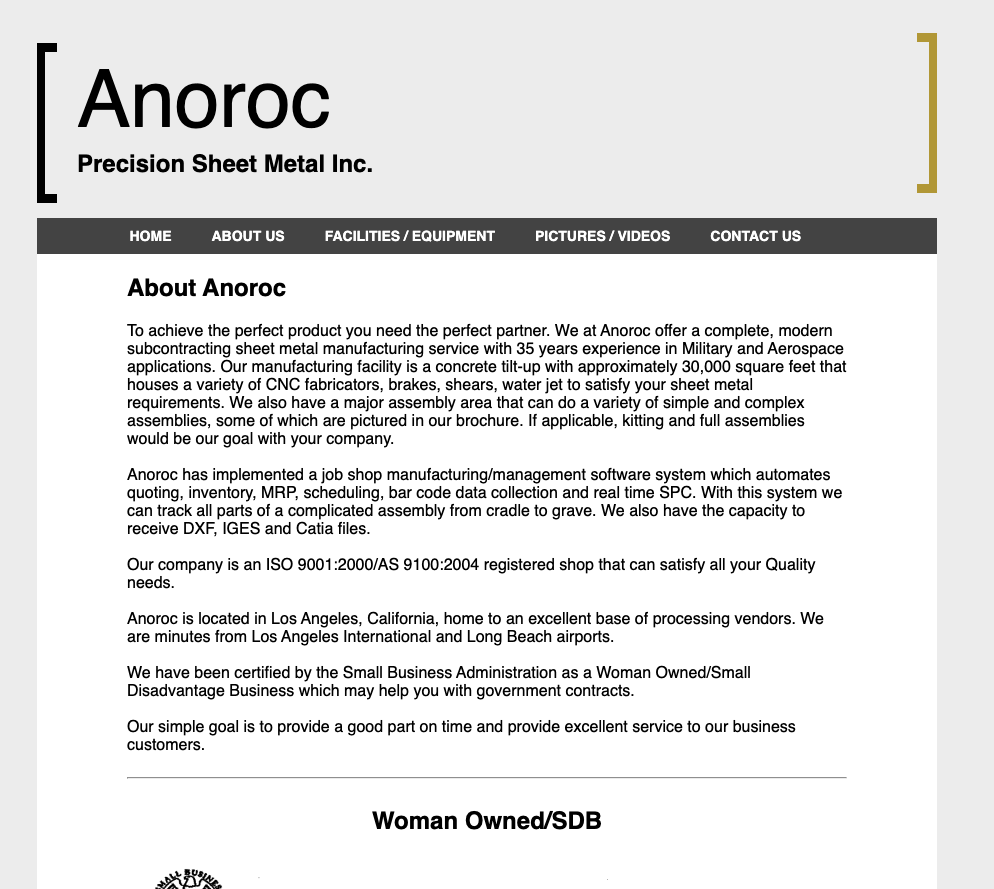 Anoroc
Precision Sheet Metal Inc.
HOME ABOUT US FACILITIES / EQUIPMENT PICTURES / VIDEOS CONTACT US
About Anoroc
To achieve the perfect product you need the perfect partner. We at Anoroc offer a complete, modern
subcontracting sheet metal manufacturing service with 35 years experience in Military and Aerospace
applications. Our manufacturing facility is a concrete tilt-up with approximately 30,000 square feet that
houses a variety of CNC fabricators, brakes, shears, water jet to satisfy your sheet metal
requirements. We also have a major assembly area that can do a variety of simple and complex
assemblies, some of which are pictured in our brochure. If applicable, kitting and full assemblies
would be our goal with your company.
Anoroc has implemented a job shop manufacturing/management software system which automates
quoting, inventory, MRP, scheduling, bar code data collection and real time SPC. With this system we
can track all parts of a complicated assembly from cradle to grave. We also have the capacity to
receive DXF, IGES and Catia files.
Our company is an ISO 9001:2000/AS 9100:2004 registered shop that can satisfy all your Quality
needs.
Anoroc is located in Los Angeles, California, home to an excellent base of processing vendors. We
are minutes from Los Angeles International and Long Beach airports.
We have been certified by the Small Business Administration as a Woman Owned/Small
Disadvantage Business which may help you with government contracts.
Our simple goal is to provide a good part on time and provide excellent service to our business
customers.
Woman Owned/SDB